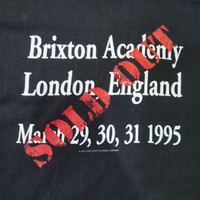 Brixton Academy
London, England
SOLD OUT
March 29, 30, 31 1995